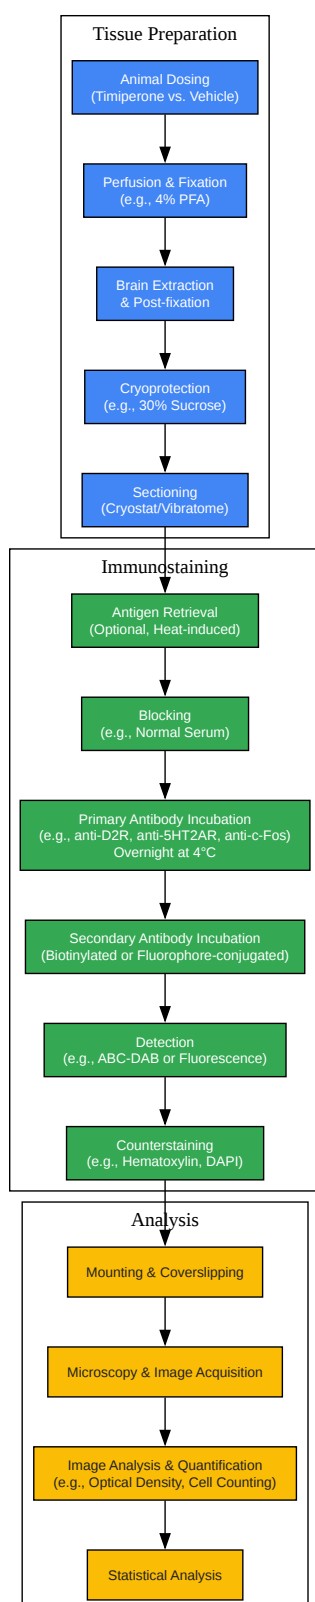 Tissue Preparation
Animal Dosing
(Timiperone vs. Vehicle)
Perfusion & Fixation
(e.g., 4% PFA)
Brain Extraction
& Post-fixation
Cryoprotection
(e.g., 30% Sucrose)
Sectioning
(Cryostat/Vibratome)
Immunostaining
Antigen Retrieval
(Optional, Heat-induced)
Blocking
(e.g., Normal Serum)
Primary Antibody Incubation
(e.g., anti-D2R, anti-5HT2AR, anti-c-Fos)
Overnight at 4°C
Secondary Antibody Incubation
(Biotinylated or Fluorophore-conjugated)
Detection
(e.g., ABC-DAB or Fluorescence)
Counterstaining
(e.g., Hematoxylin, DAPI)
Analysis
Mounting & Coverslipping
Microscopy & Image Acquisition
Image Analysis & Quantification
(e.g., Optical Density, Cell Counting)
Statistical Analysis